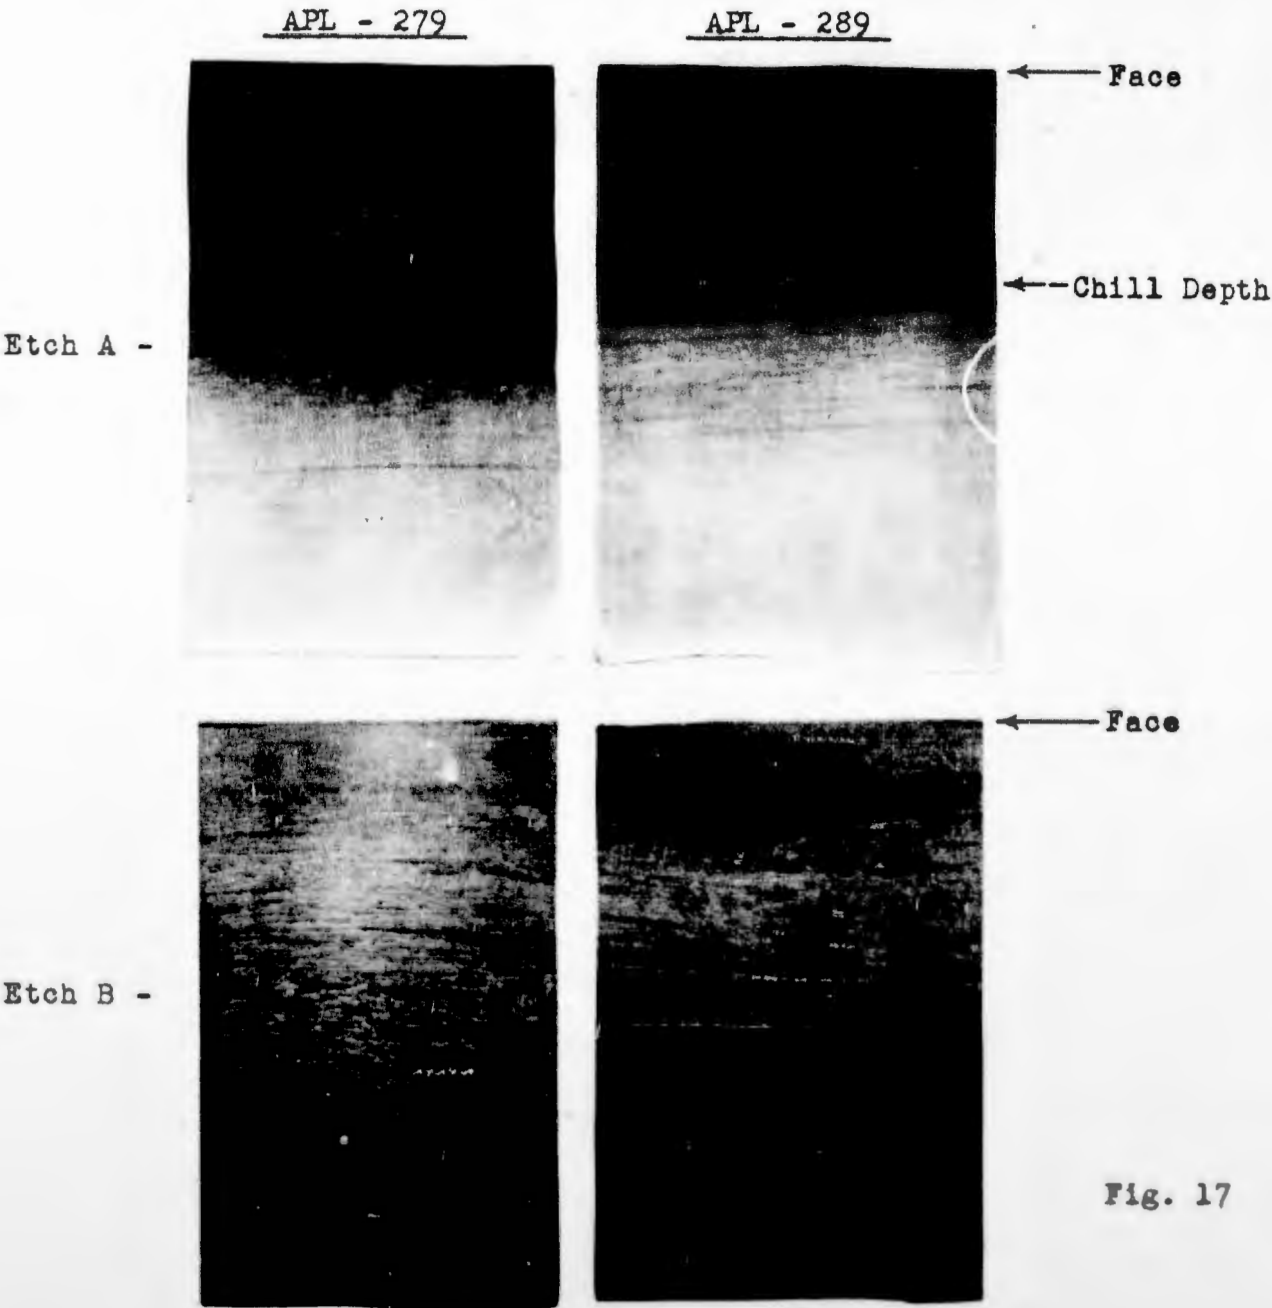 APL - 279 APL - 289
Face
Chill Depth
Etch A -
Face
Etch B -
Fig. 17